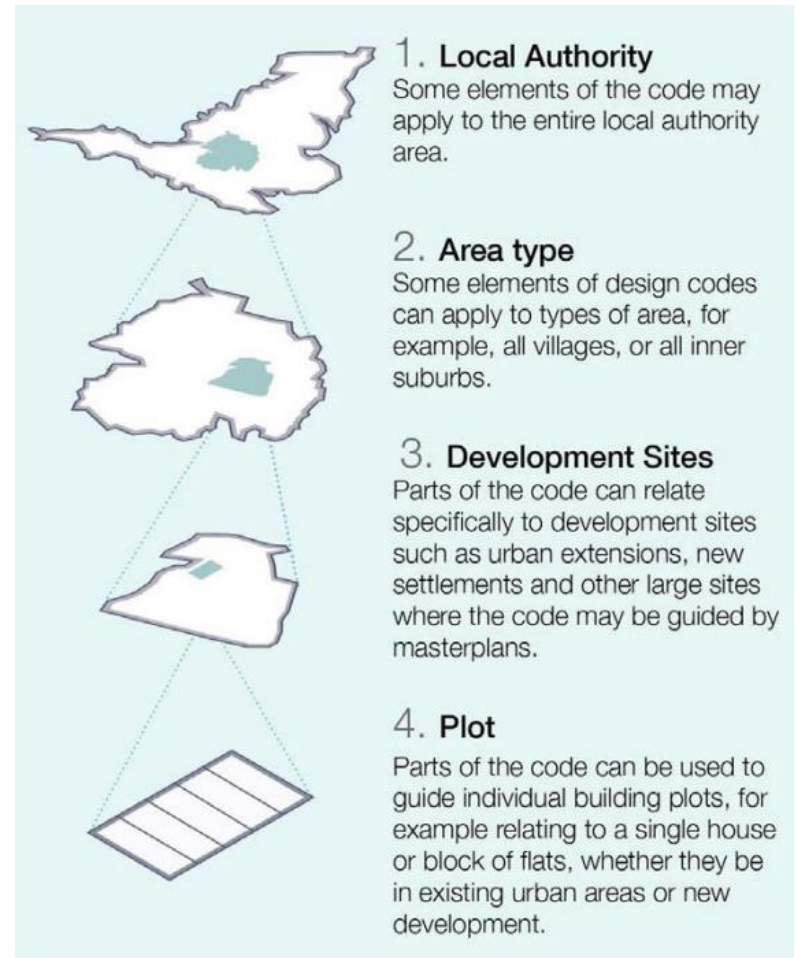 1. Local Authority
Some elements of the code may
apply to the entire local authority
area.
2. Area type
Some elements of design codes
can apply to types of area, for
example, all villages, or all inner
suburbs.
3. Development Sites
Parts of the code can relate
specifically to development sites
such as urban extensions, new
settlements and other large sites
where the code may be guided by
masterplans.
4. Plot
Parts of the code can be used to
guide individual building plots, for
example relating to a single house
or block of flats, whether they be
in existing urban areas or new
development.